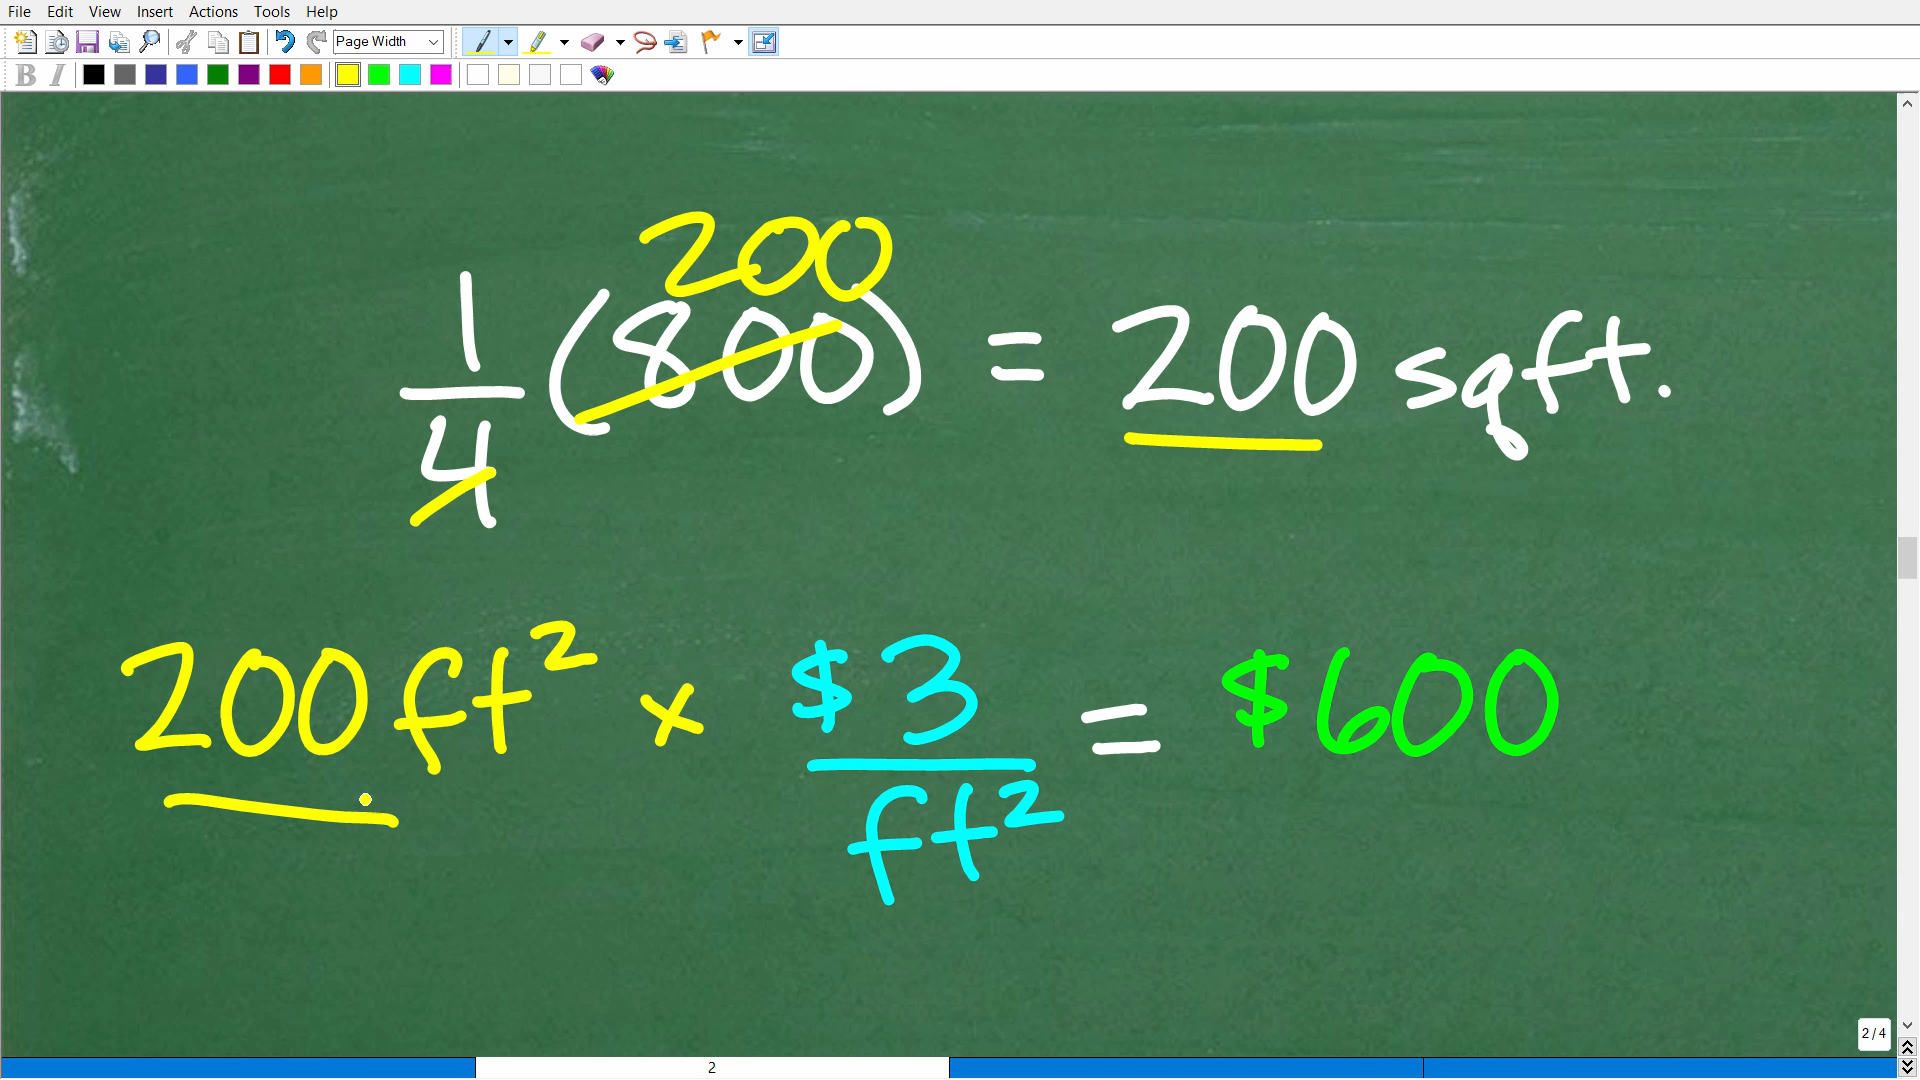 File Edit View Insert Actions Tools Help
Page Width
B I
200
1/4 (800) = 200 sqft.
200 ft² x $3/ft² = $600
2 / 4
2